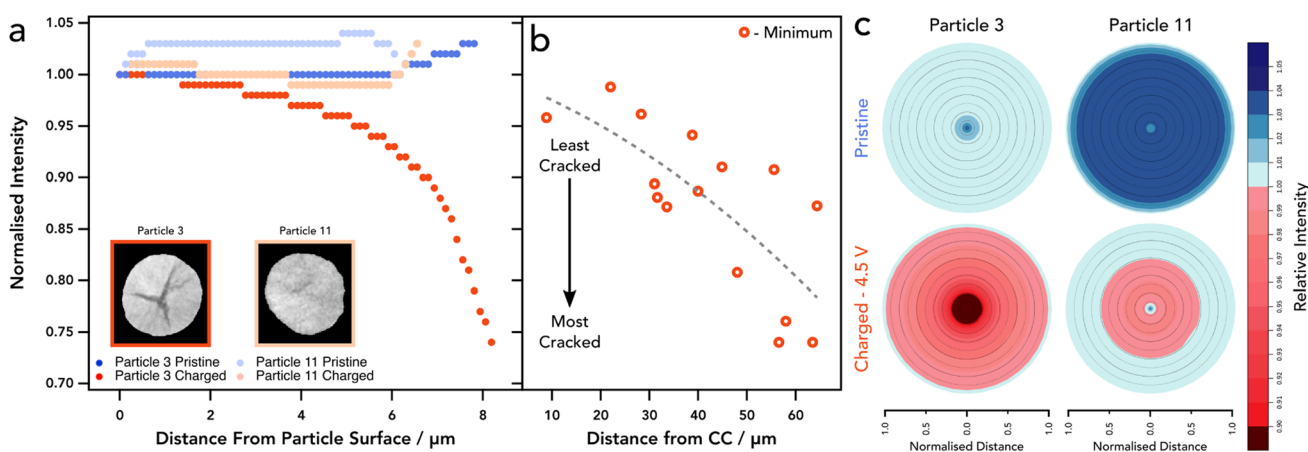 a
Normalised Intensity
1.05
1.00
0.95
0.90
0.85
0.80
0.75
0.70
Particle 3
Particle 11
Particle 3 Pristine
Particle 3 Charged
Particle 11 Pristine
Particle 11 Charged
0
2
4
6
8
Distance From Particle Surface / µm
b
- Minimum
Least
Cracked
Most
Cracked
10
20
30
40
50
60
Distance from CC / µm
c
Particle 3
Particle 11
Pristine
Charged - 4.5 V
1.0
0.5
0.0
0.5
1.0
Normalised Distance
1.0
0.5
0.0
0.5
1.0
Normalised Distance
1.05
1.04
1.03
1.02
1.01
1.00
0.99
0.98
0.97
0.96
0.95
0.94
0.93
0.92
0.91
0.90
Relative Intensity